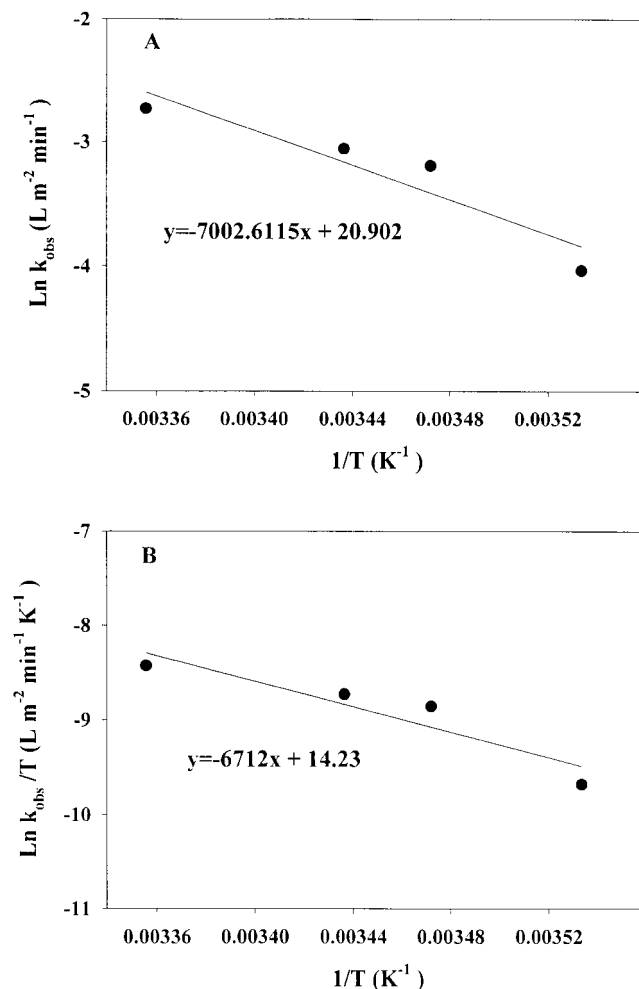 A
-2
-3
-4
-5
Ln k_obs (L m^-2 min^-1)
y=-7002.6115x + 20.902
0.00336 0.00340 0.00344 0.00348 0.00352
1/T (K^-1)
B
-7
-8
-9
-10
-11
Ln k_obs /T (L m^-2 min^-1 K^-1)
y=-6712x + 14.23
0.00336 0.00340 0.00344 0.00348 0.00352
1/T (K^-1)